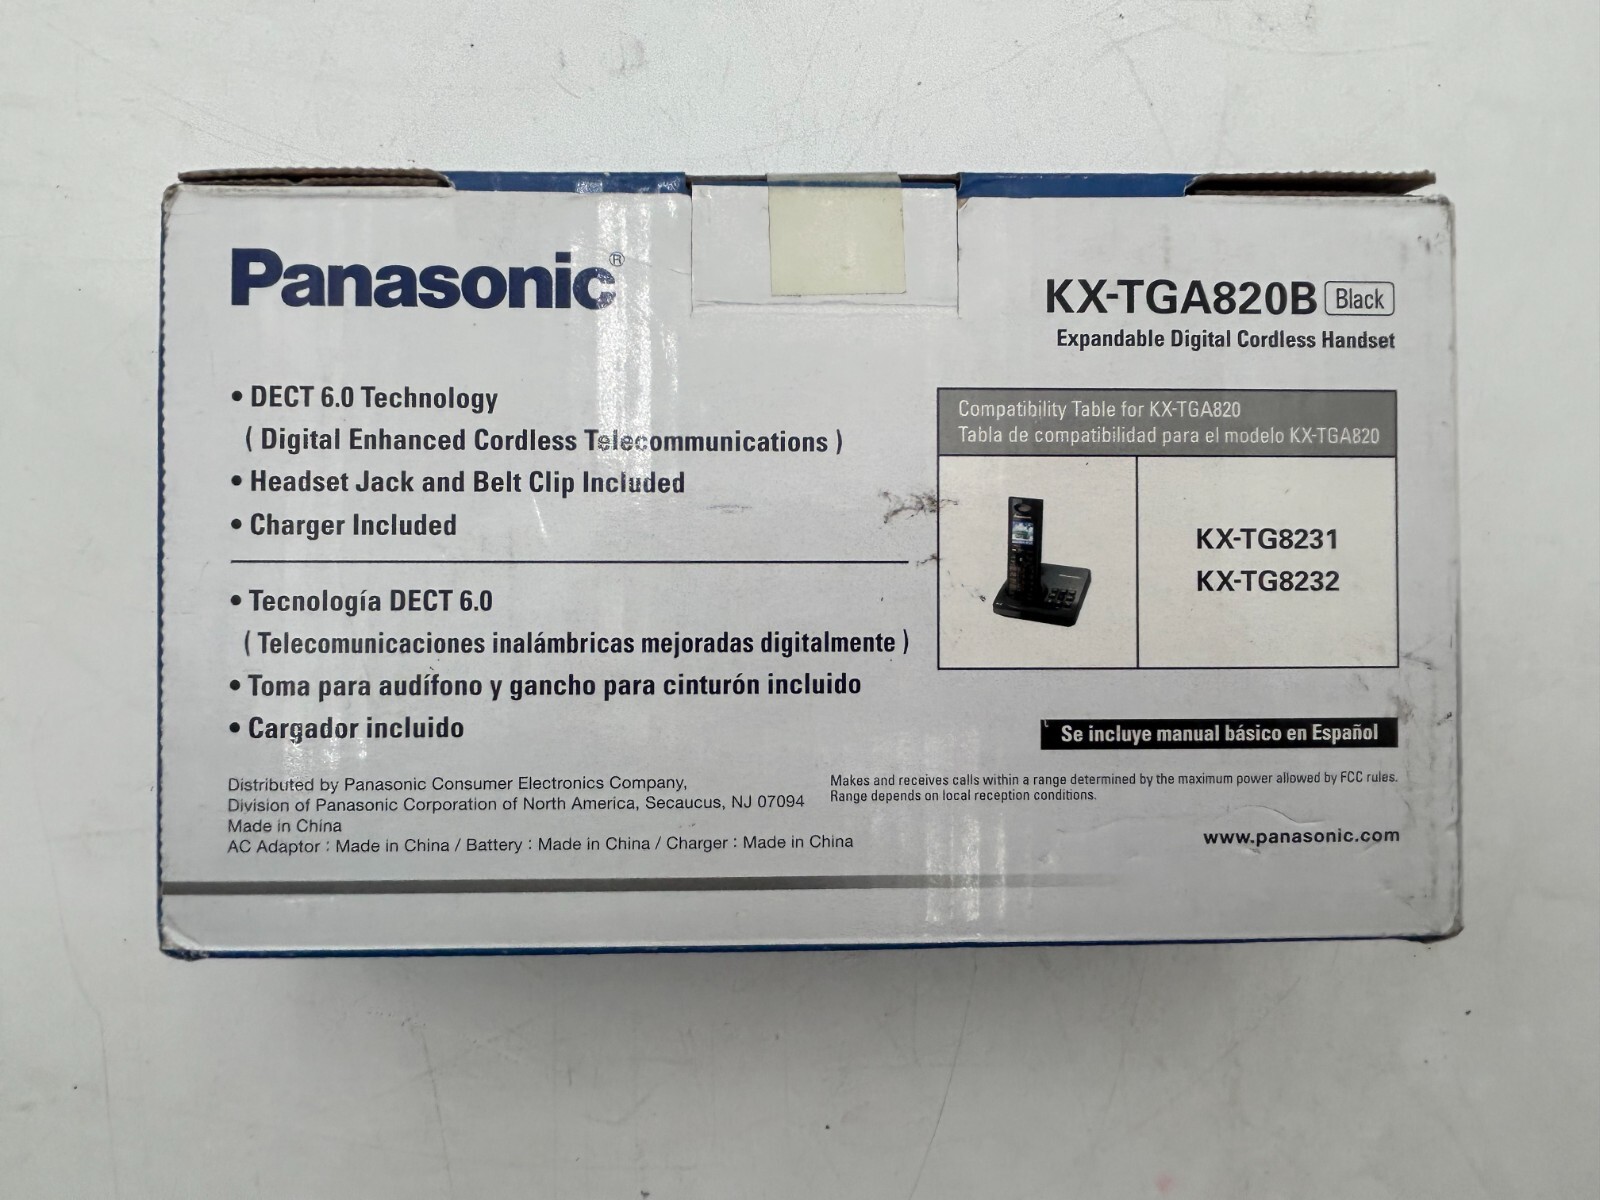 Panasonic®
KX-TGA820B Black
Expandable Digital Cordless Handset
• DECT 6.0 Technology
( Digital Enhanced Cordless Telecommunications )
• Headset Jack and Belt Clip Included
• Charger Included
• Tecnología DECT 6.0
( Telecomunicaciones inalámbricas mejoradas digitalmente )
• Toma para audífono y gancho para cinturón incluido
• Cargador incluido
Compatibility Table for KX-TGA820
Tabla de compatibilidad para el modelo KX-TGA820
KX-TG8231
KX-TG8232
Se incluye manual básico en Español
Distributed by Panasonic Consumer Electronics Company,
Division of Panasonic Corporation of North America, Secaucus, NJ 07094
Made in China
AC Adaptor : Made in China / Battery : Made in China / Charger : Made in China
Makes and receives calls within a range determined by the maximum power allowed by FCC rules.
Range depends on local reception conditions.
www.panasonic.com